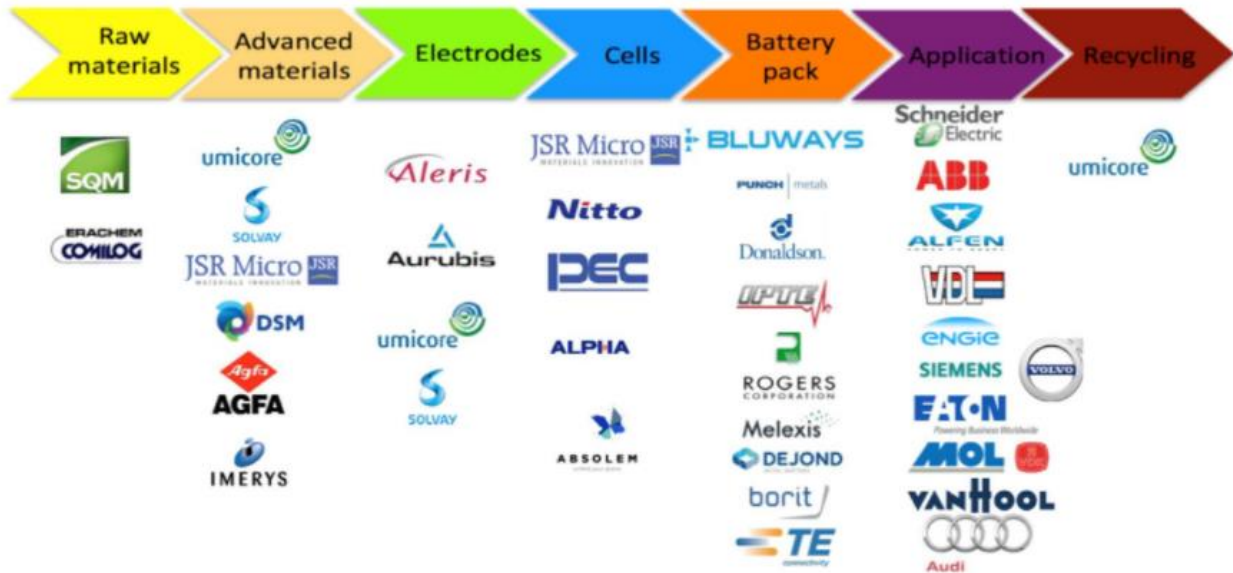 Raw
materials
Advanced
materials
Electrodes
Cells
Battery
pack
Application
Recycling
SQM
ERACHEM
COMILOG
umicore
SOLVAY
JSR Micro JSR
MATERIALS INNOVATION
DSM
Agfa
AGFA
IMERYS
Aleris
Aurubis
umicore
SOLVAY
JSR Micro JSR
MATERIALS INNOVATION
Nitto
PEC
ALPHA
ABSOLEM
BLUWAYS
PUNCH metals
Donaldson.
IPTE
ROGERS
CORPORATION
Melexis
DEJOND
borit
TE
connectivity
Schneider
Electric
ABB
ALFEN
VDL
ENGIE
SIEMENS
VOLVO
EATON
Powering Business Worldwide
MOL
VANHOOL
Audi
umicore